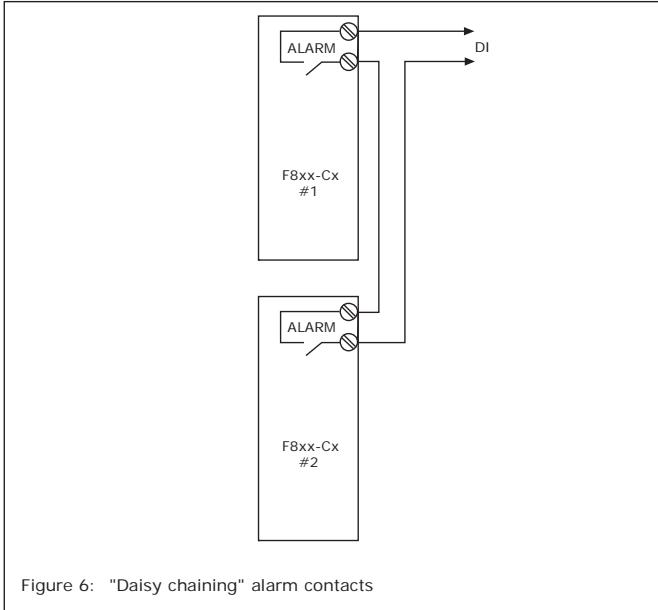 ALARM
DI
F8xx-Cx
#1
ALARM
F8xx-Cx
#2
Figure 6: "Daisy chaining" alarm contacts